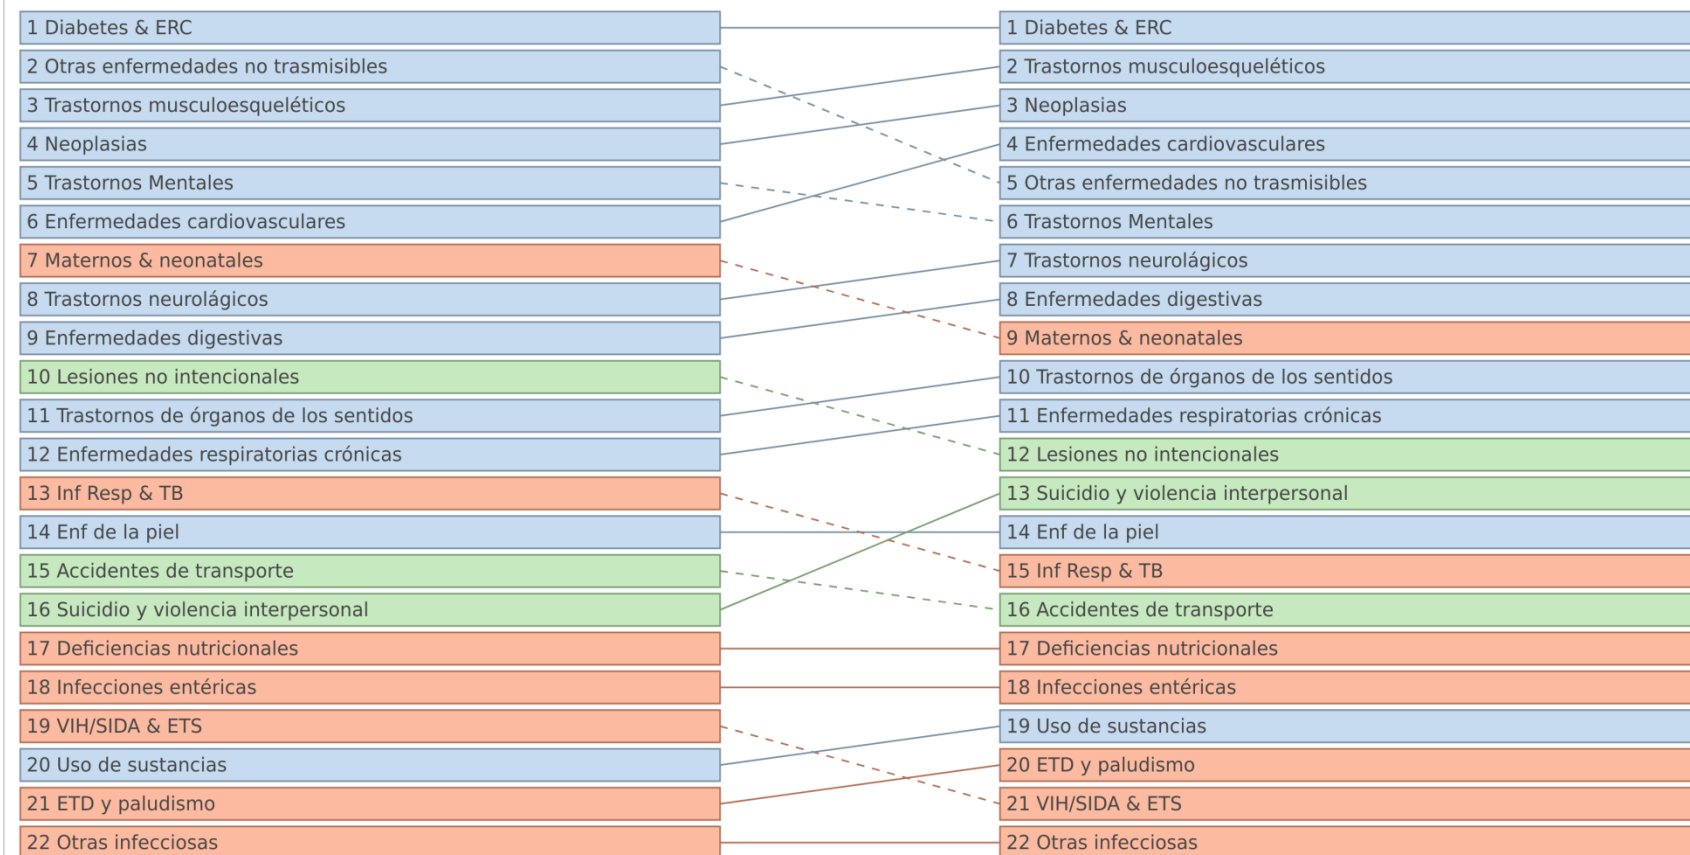 1 Diabetes & ERC
2 Otras enfermedades no trasmisibles
3 Trastornos musculoesqueléticos
4 Neoplasias
5 Trastornos Mentales
6 Enfermedades cardiovasculares
7 Maternos & neonatales
8 Trastornos neurolágicos
9 Enfermedades digestivas
10 Lesiones no intencionales
11 Trastornos de órganos de los sentidos
12 Enfermedades respiratorias crónicas
13 Inf Resp & TB
14 Enf de la piel
15 Accidentes de transporte
16 Suicidio y violencia interpersonal
17 Deficiencias nutricionales
18 Infecciones entéricas
19 VIH/SIDA & ETS
20 Uso de sustancias
21 ETD y paludismo
22 Otras infecciosas
1 Diabetes & ERC
2 Trastornos musculoesqueléticos
3 Neoplasias
4 Enfermedades cardiovasculares
5 Otras enfermedades no trasmisibles
6 Trastornos Mentales
7 Trastornos neurolágicos
8 Enfermedades digestivas
9 Maternos & neonatales
10 Trastornos de órganos de los sentidos
11 Enfermedades respiratorias crónicas
12 Lesiones no intencionales
13 Suicidio y violencia interpersonal
14 Enf de la piel
15 Inf Resp & TB
16 Accidentes de transporte
17 Deficiencias nutricionales
18 Infecciones entéricas
19 Uso de sustancias
20 ETD y paludismo
21 VIH/SIDA & ETS
22 Otras infecciosas